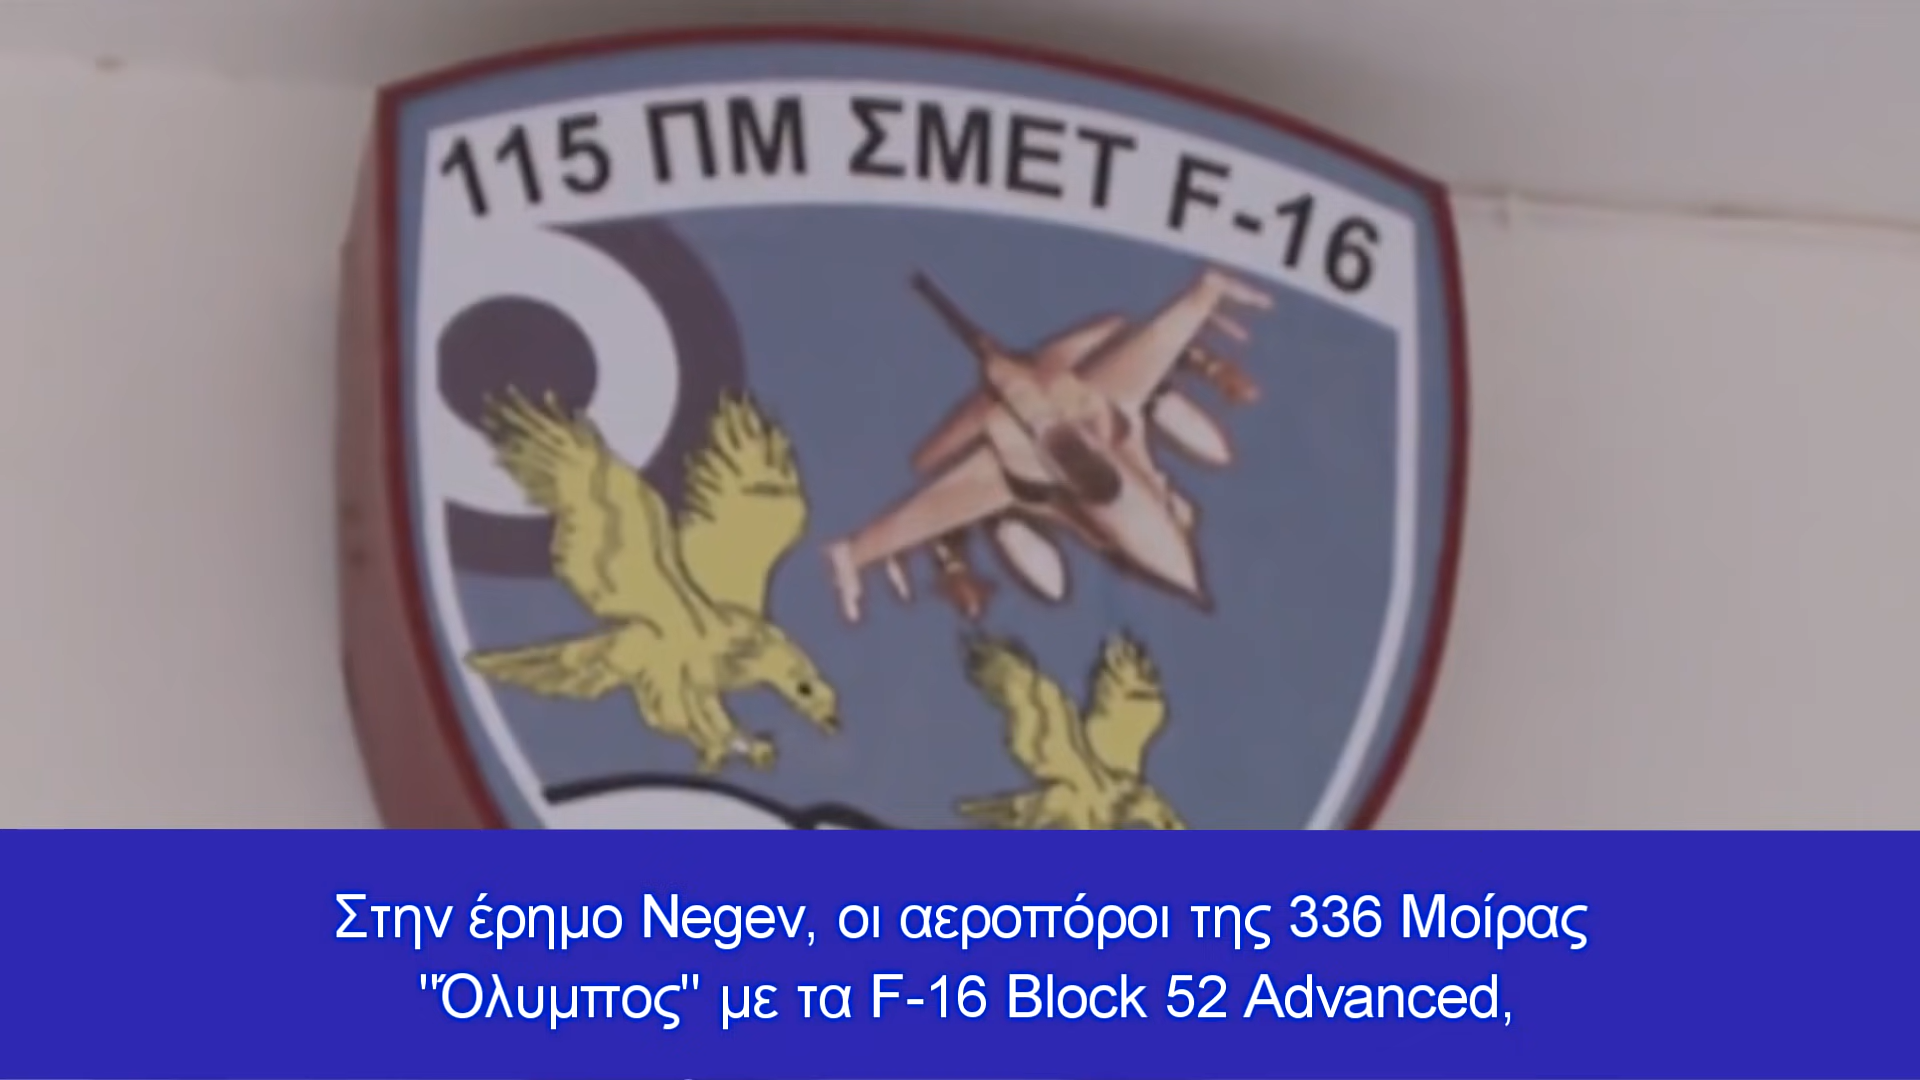 115 ΠΜ ΣΜΕΤ F-16
Στην έρημο Negev, οι αεροπόροι της 336 Μοίρας
"Όλυμπος" με τα F-16 Block 52 Advanced,